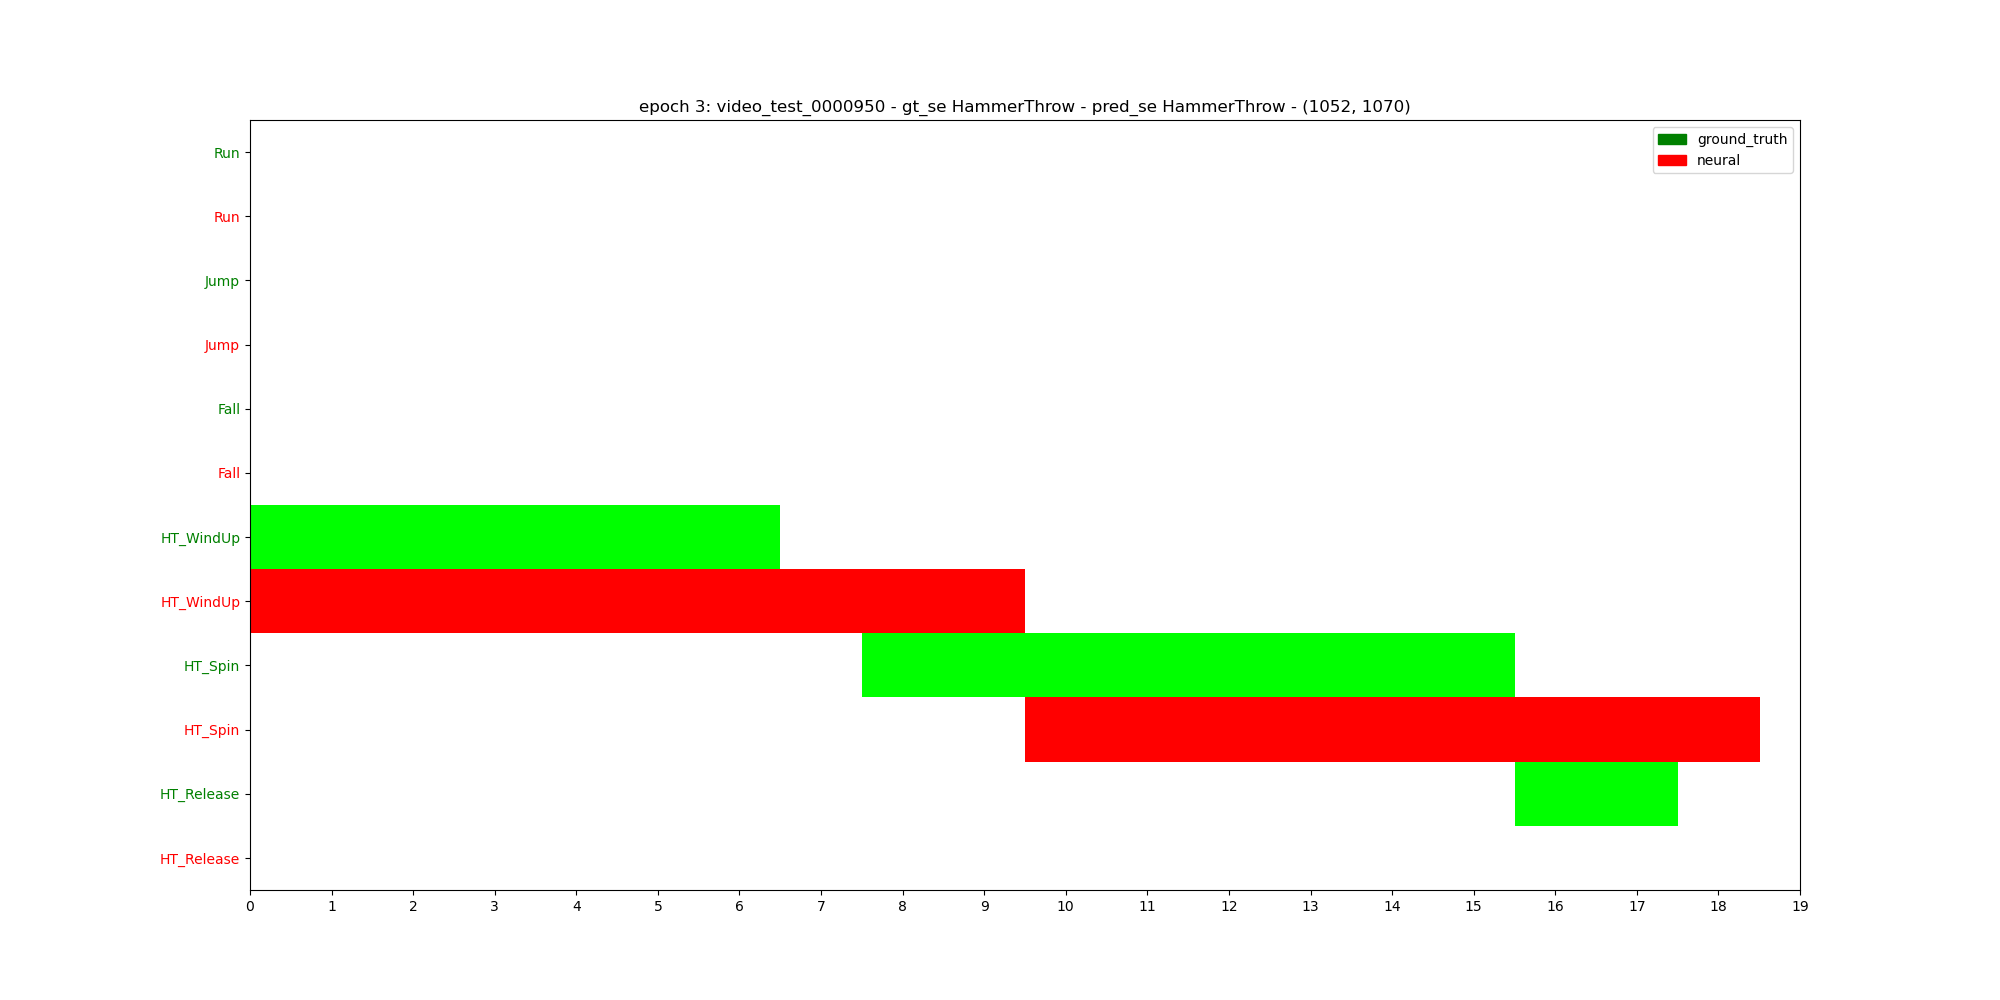 epoch 3: video_test_0000950 - gt_se HammerThrow - pred_se HammerThrow - (1052, 1070)
ground_truth
neural
Run
Run
Jump
Jump
Fall
Fall
HT_WindUp
HT_WindUp
HT_Spin
HT_Spin
HT_Release
HT_Release
0 1 2 3 4 5 6 7 8 9 10 11 12 13 14 15 16 17 18 19